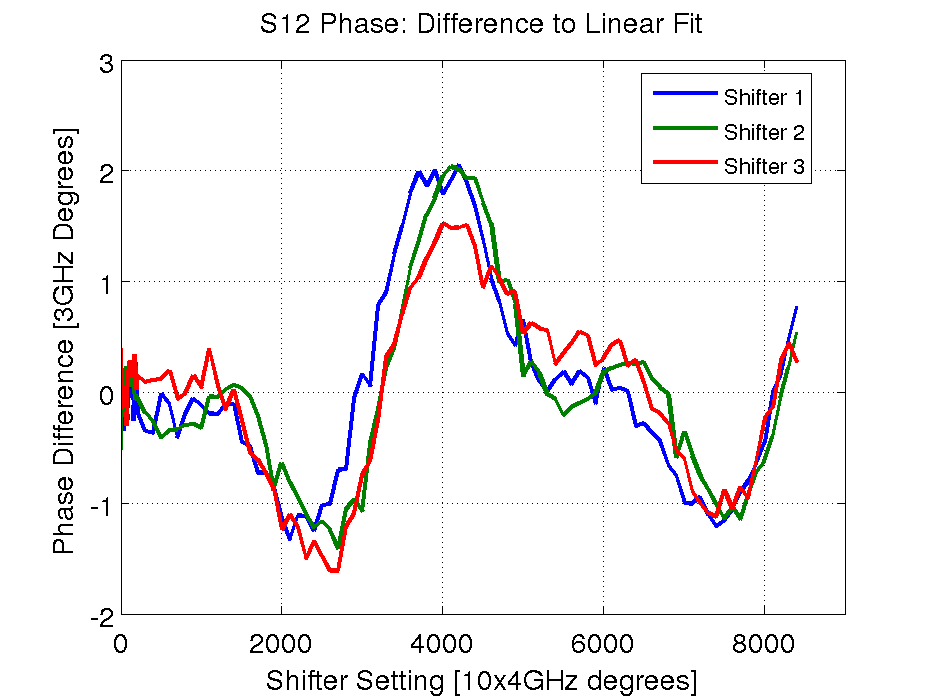 S12 Phase: Difference to Linear Fit
3
2
1
0
-1
-2
Phase Difference [3GHz Degrees]
Shifter 1
Shifter 2
Shifter 3
0 2000 4000 6000 8000
Shifter Setting [10x4GHz degrees]